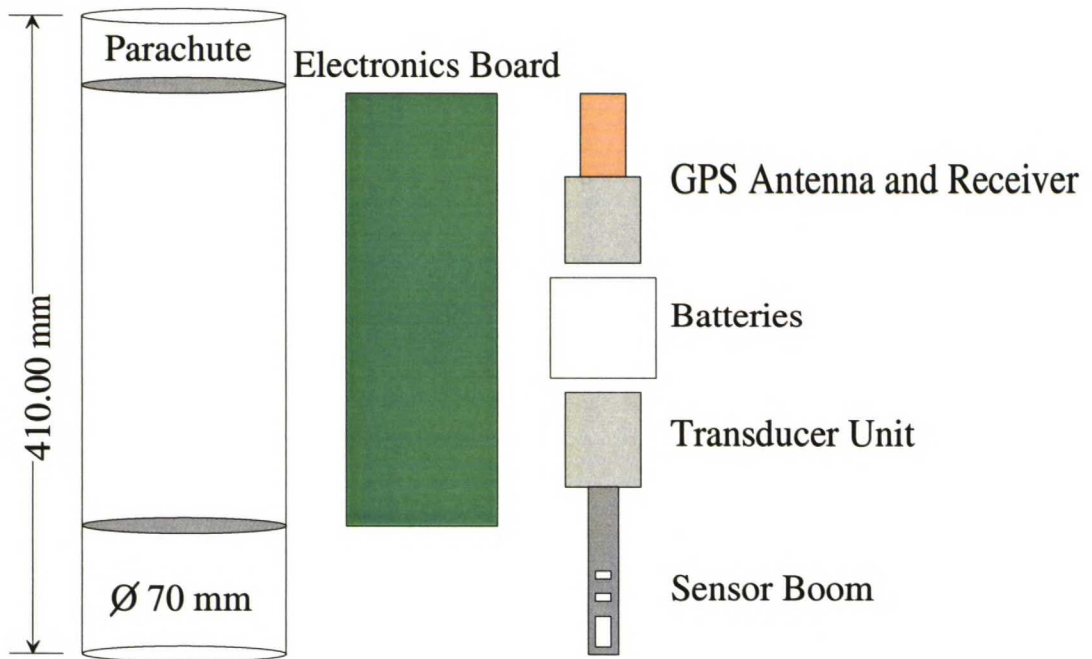 Parachute
Electronics Board
GPS Antenna and Receiver
410.00 mm
Batteries
Transducer Unit
Ø 70 mm
Sensor Boom